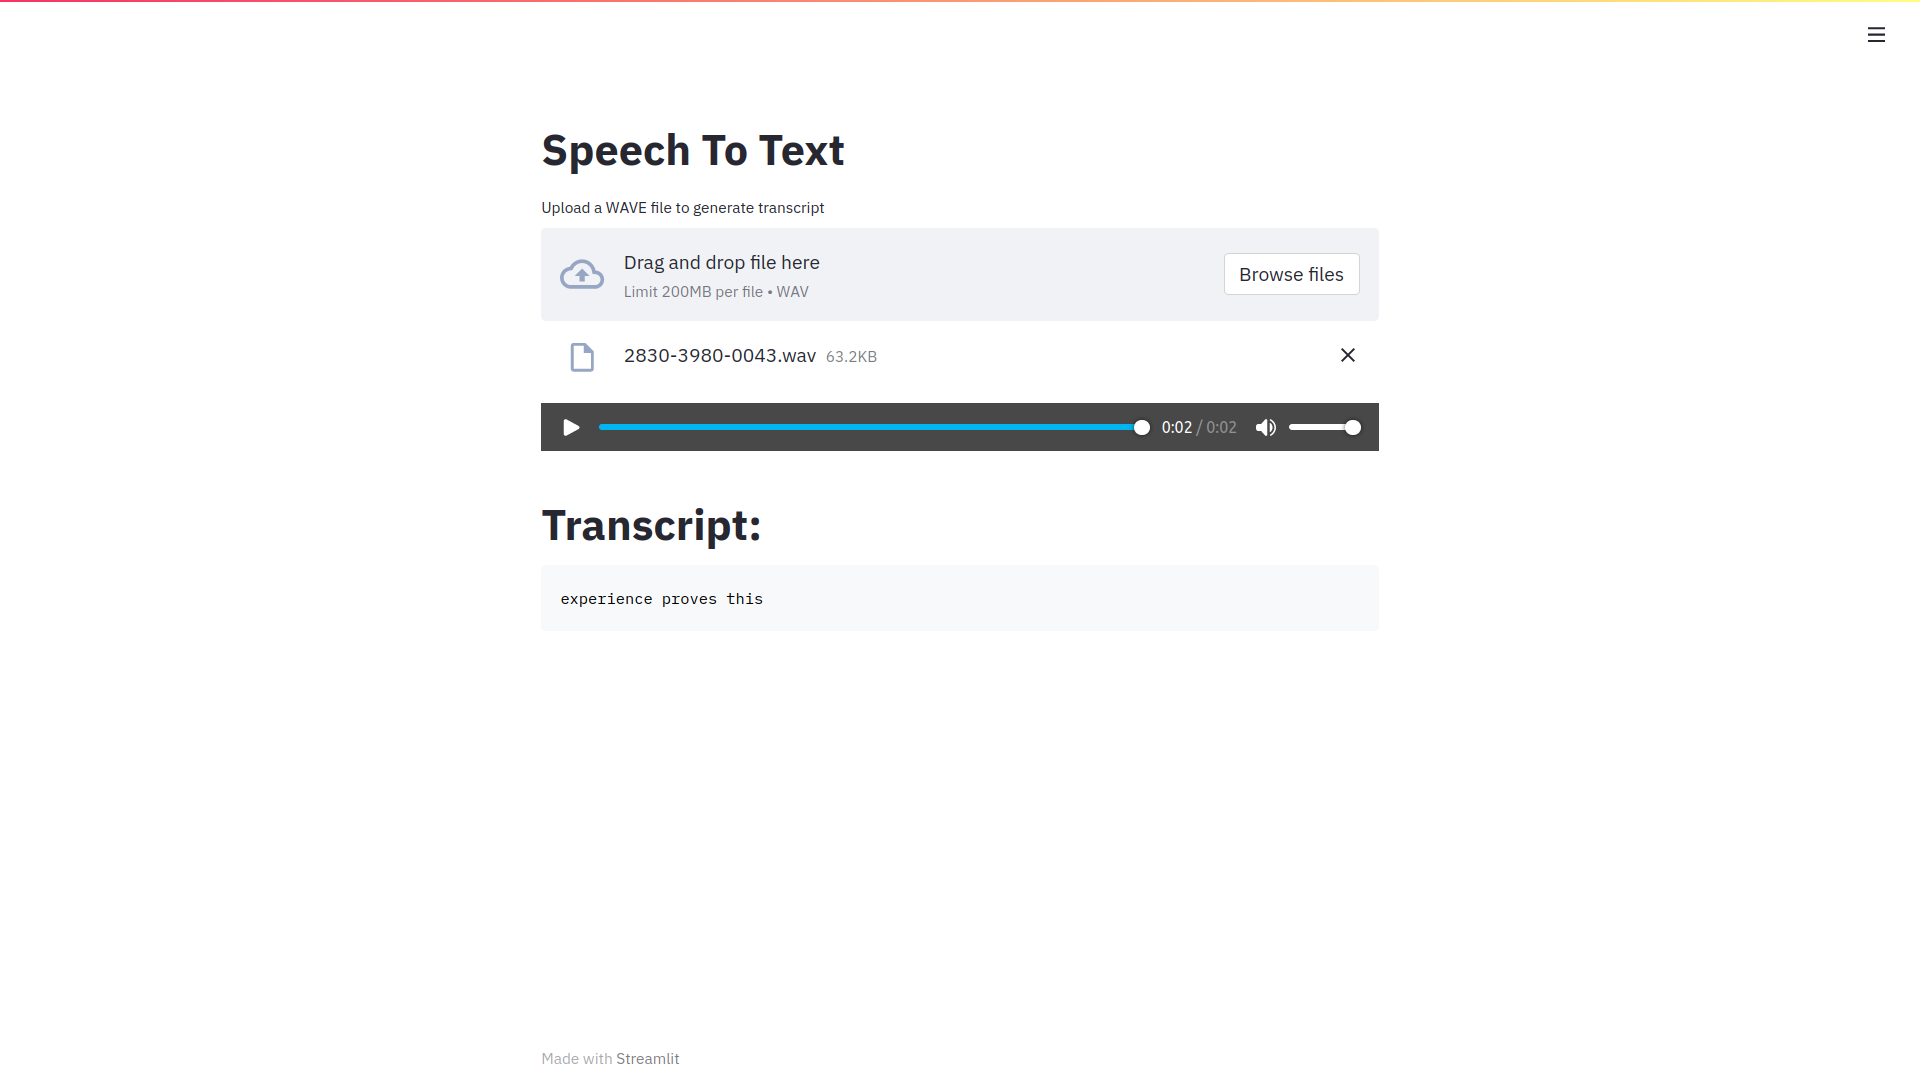 Speech To Text
Upload a WAVE file to generate transcript
Drag and drop file here
Limit 200MB per file • WAV
Browse files
2830-3980-0043.wav 63.2KB
0:02 / 0:02
Transcript:
experience proves this
Made with Streamlit